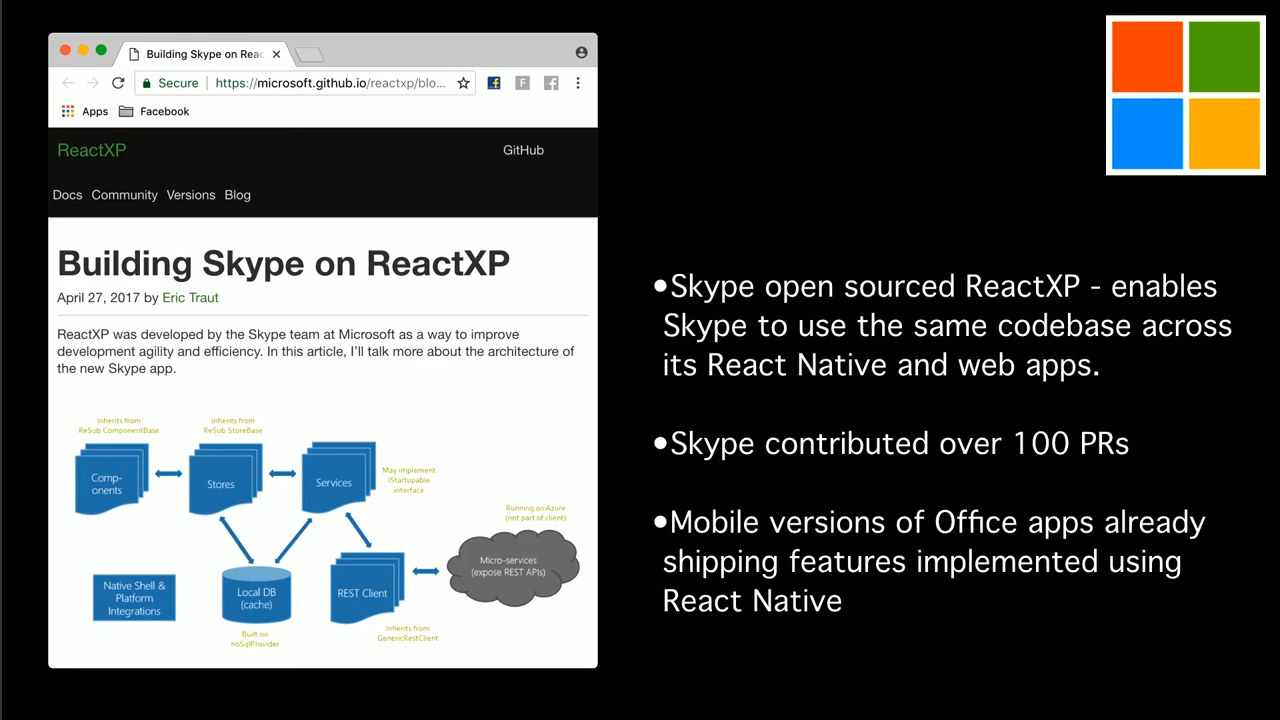 Building Skype on Reac
Secure
https://microsoft.github.io/reactxp/blo...
F
Apps
Facebook
ReactXP
GitHub
Docs Community Versions Blog
Building Skype on ReactXP
April 27, 2017 by Eric Traut
ReactXP was developed by the Skype team at Microsoft as a way to improve
development agility and efficiency. In this article, I'll talk more about the architecture of
the new Skype app.
Inherits from
ReSub ComponentBase
Inherits from
ReSub StoreBase
Comp-
onents
Stores
Services
May implement
IStartupable
interface
Running on Azure
(not part of client)
Micro-services
(expose REST APIs)
Native Shell &
Platform
Integrations
Local DB
(cache)
REST Client
Built on
noSqlProvider
Inherits from
GenericRestClient
•Skype open sourced ReactXP - enables
Skype to use the same codebase across
its React Native and web apps.
•Skype contributed over 100 PRs
•Mobile versions of Office apps already
shipping features implemented using
React Native